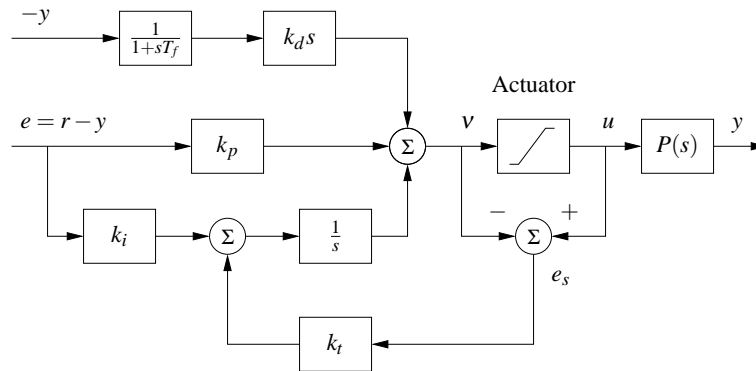 −y
1
1+sT_f
k_d s
Actuator
e = r − y
k_p
Σ
ν
u
P(s)
y
k_i
Σ
1
s
−
+
Σ
e_s
k_t